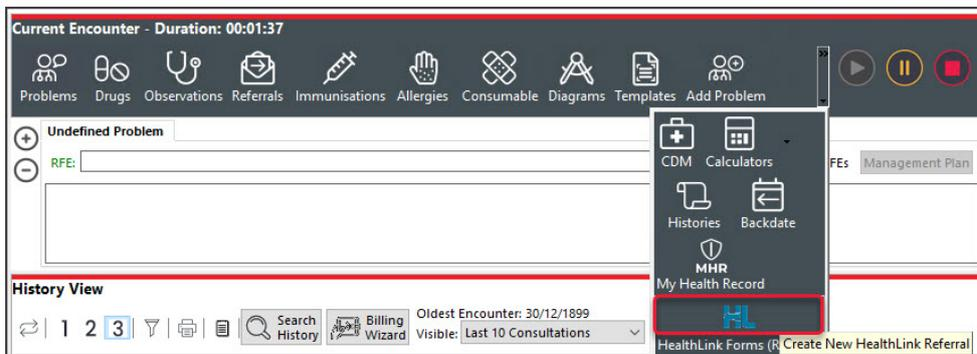 Current Encounter - Duration: 00:01:37
Problems Drugs Observations Referrals Immunisations Allergies Consumable Diagrams Templates Add Problem
Undefined Problem
RFE:
FEs Management Plan
CDM Calculators
Histories Backdate
MHR
My Health Record
HL
HealthLink Forms (R
Create New HealthLink Referral
History View
1 2 3
Search History
Billing Wizard
Oldest Encounter: 30/12/1899
Visible: Last 10 Consultations